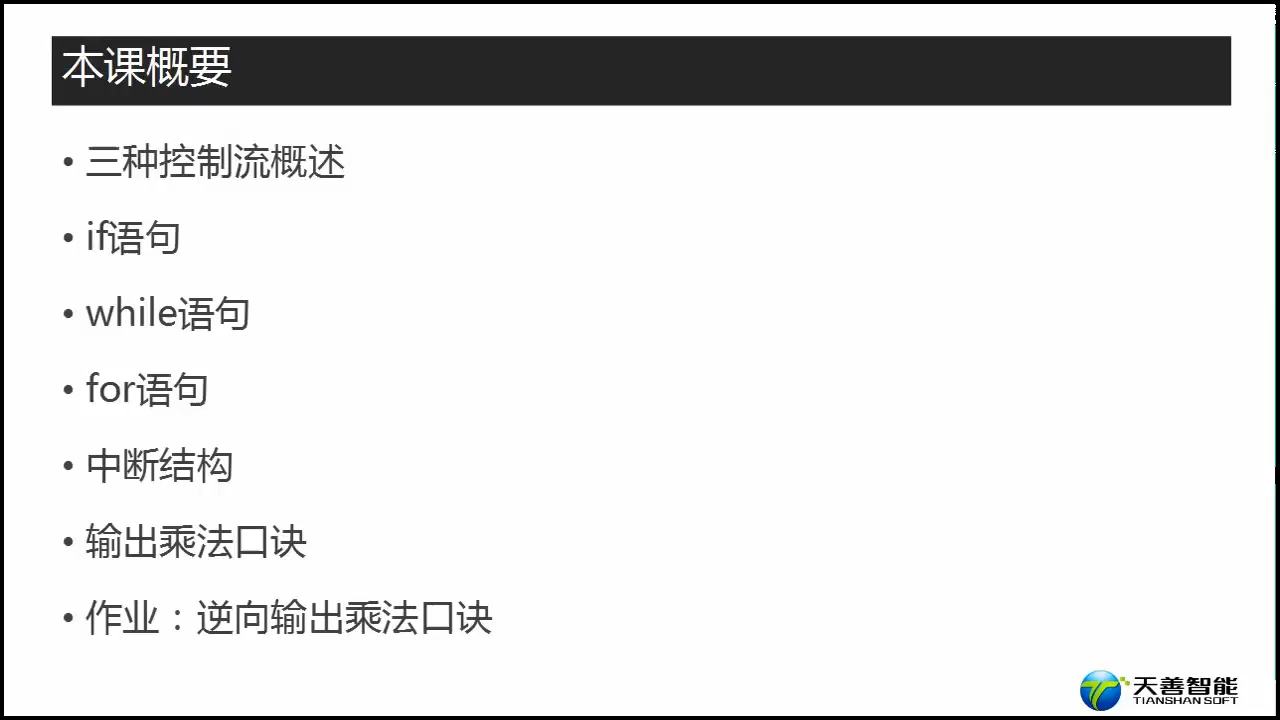 本课概要
• 三种控制流概述
• if语句
• while语句
• for语句
• 中断结构
• 输出乘法口诀
• 作业：逆向输出乘法口诀
天善智能
TIANSHANSOFT